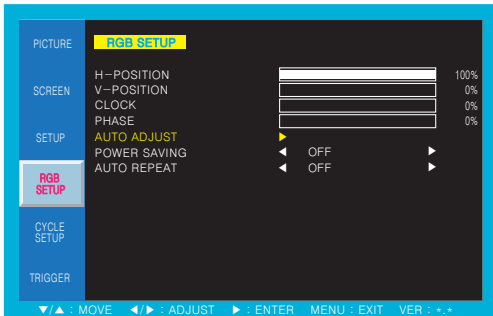 PICTURE
SCREEN
SETUP
RGB
SETUP
CYCLE
SETUP
TRIGGER
RGB SETUP
H-POSITION 100%
V-POSITION 0%
CLOCK 0%
PHASE 0%
AUTO ADJUST ▶
POWER SAVING ◀ OFF ▶
AUTO REPEAT ◀ OFF ▶
▼/▲ : MOVE ◀/▶ : ADJUST ▶ : ENTER MENU : EXIT VER : *.*